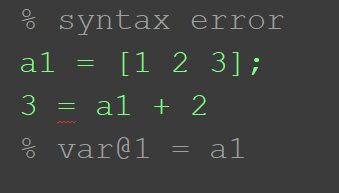 % syntax error
a1 = [1 2 3];
3 = a1 + 2
% var@1 = a1